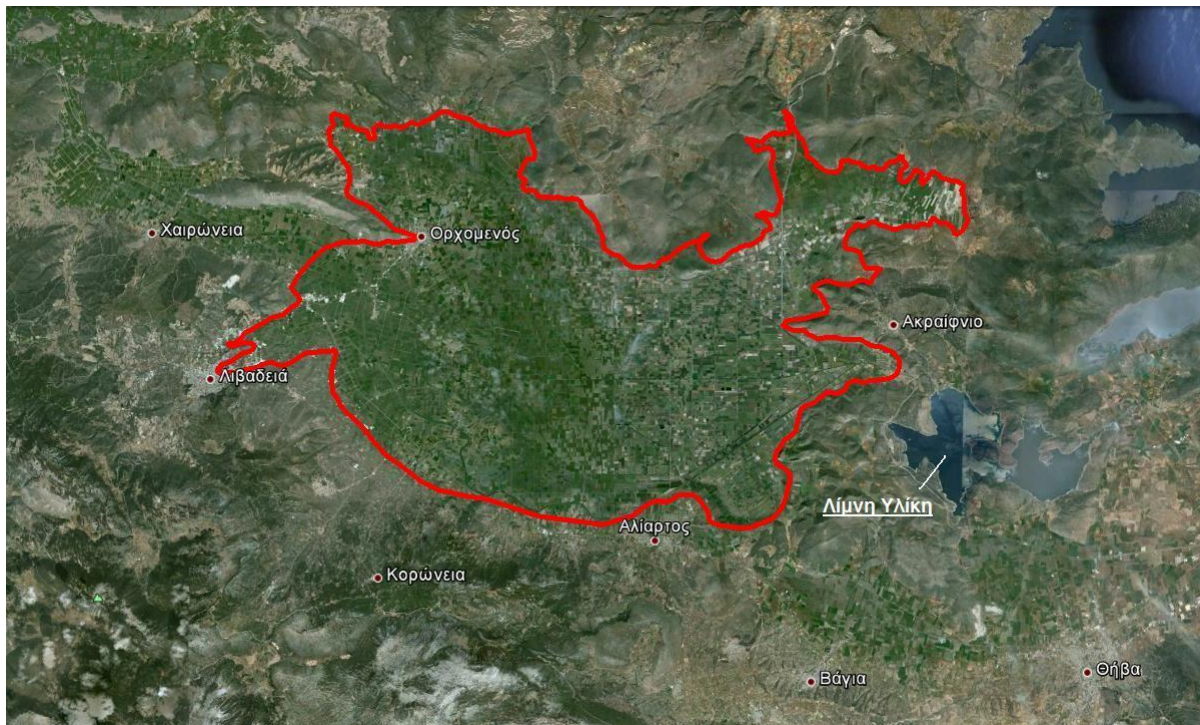 Χαιρώνεια
Ορχομενός
Ακραίφνιο
Λιβαδειά
Λίμνη Υλίκη
Αλίαρτος
Κορώνεια
Θήβα
Βάγια